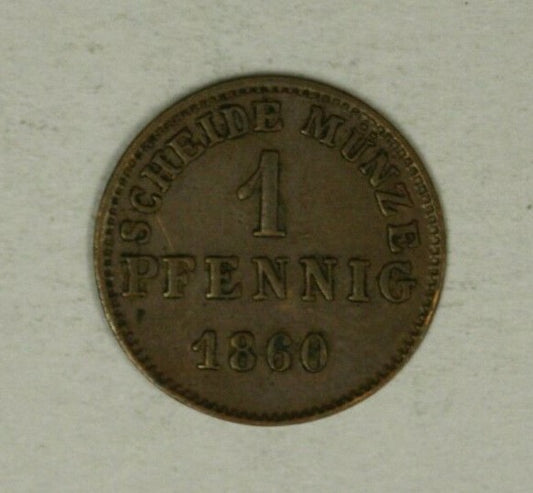 SCHEIDE MÜNZE
1
PFENNIG
1860